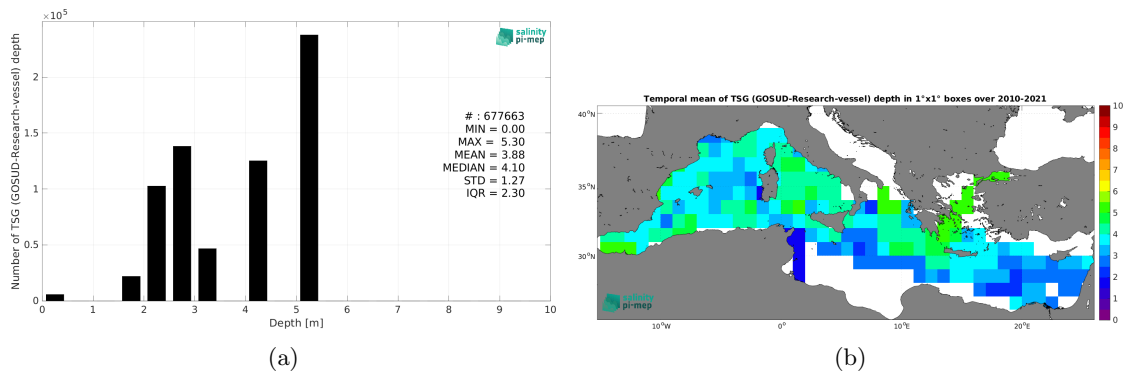 ×10⁵
salinity
pi-mep
Number of TSG (GOSUD-Research-vessel) depth
2
1.5
1
0.5
0
# : 677663
MIN = 0.00
MAX = 5.30
MEAN = 3.88
MEDIAN = 4.10
STD = 1.27
IQR = 2.30
0 1 2 3 4 5 6 7 8 9 10
Depth [m]
(a)
Temporal mean of TSG (GOSUD-Research-vessel) depth in 1°x1° boxes over 2010-2021
40°N
35°N
30°N
10°W 0° 10°E 20°E
salinity
pi-mep
10
9
8
7
6
5
4
3
2
1
0
(b)